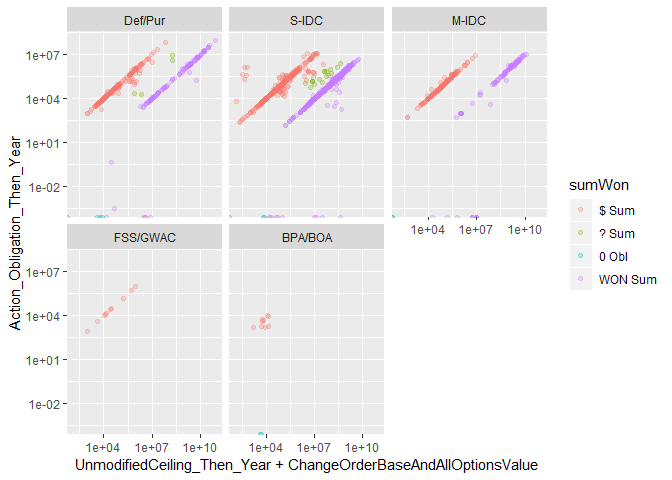 Def/Pur
S-IDC
M-IDC
1e+07
1e+04
1e+01
1e-02
1e+04 1e+07 1e+10
FSS/GWAC
BPA/BOA
1e+07
1e+04
1e+01
1e-02
1e+04 1e+07 1e+10
1e+04 1e+07 1e+10
Action_Obligation_Then_Year
UnmodifiedCeiling_Then_Year + ChangeOrderBaseAndAllOptionsValue
sumWon
$ Sum
? Sum
0 Obl
WON Sum